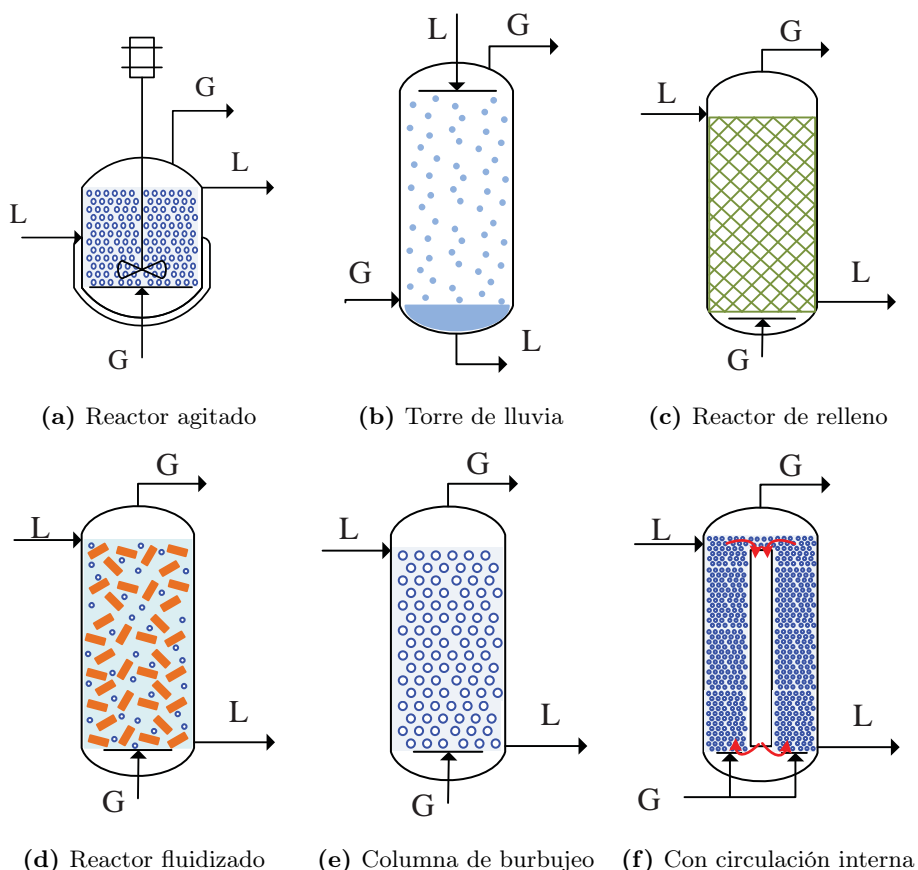 L
G
G
L
G
L
L
L
G
L
G
L
G
(a) Reactor agitado
(b) Torre de lluvia
(c) Reactor de relleno
G
G
G
L
L
L
L
L
L
G
G
G
(d) Reactor fluidizado
(e) Columna de burbujeo
(f) Con circulación interna